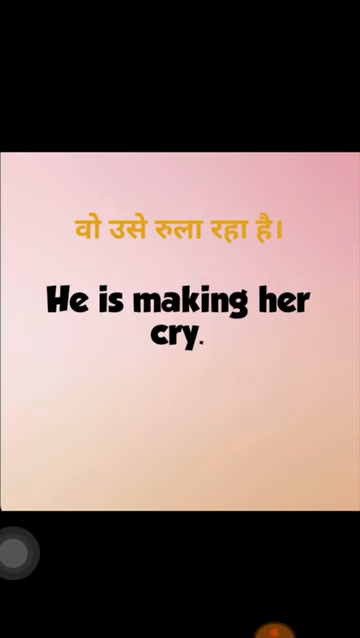 वो उसे रुला रहा है।
He is making her
cry.